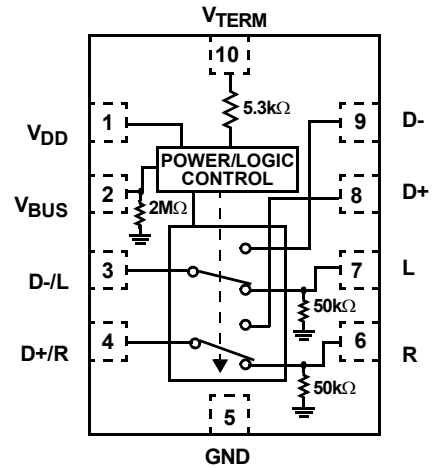 VTERM
10
5.3kΩ
1
VDD
9
D-
POWER/LOGIC
CONTROL
2
VBUS
2MΩ
8
D+
3
D-/L
7
L
50kΩ
4
D+/R
6
R
50kΩ
5
GND